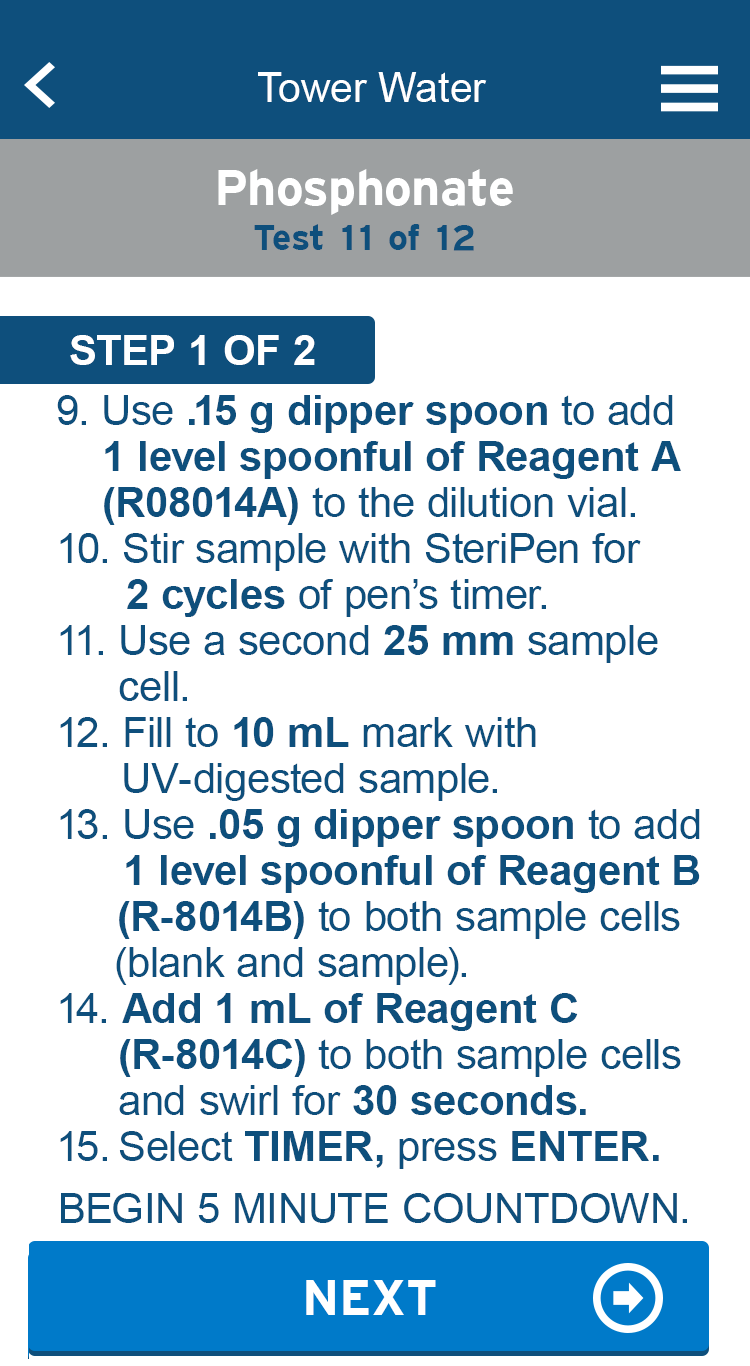 Tower Water
Phosphonate
Test 11 of 12
STEP 1 OF 2
9. Use .15 g dipper spoon to add
1 level spoonful of Reagent A
(R08014A) to the dilution vial.
10. Stir sample with SteriPen for
2 cycles of pen’s timer.
11. Use a second 25 mm sample
cell.
12. Fill to 10 mL mark with
UV-digested sample.
13. Use .05 g dipper spoon to add
1 level spoonful of Reagent B
(R-8014B) to both sample cells
(blank and sample).
14. Add 1 mL of Reagent C
(R-8014C) to both sample cells
and swirl for 30 seconds.
15. Select TIMER, press ENTER.
BEGIN 5 MINUTE COUNTDOWN.
NEXT